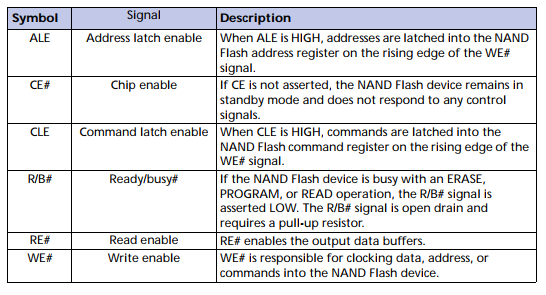 Symbol Signal Description
ALE Address latch enable When ALE is HIGH, addresses are latched into the NAND
Flash address register on the rising edge of the WE#
signal.
CE# Chip enable If CE is not asserted, the NAND Flash device remains in
standby mode and does not respond to any control
signals.
CLE Command latch enable When CLE is HIGH, commands are latched into the
NAND Flash command register on the rising edge of the
WE# signal.
R/B# Ready/busy# If the NAND Flash device is busy with an ERASE,
PROGRAM, or READ operation, the R/B# signal is
asserted LOW. The R/B# signal is open drain and
requires a pull-up resistor.
RE# Read enable RE# enables the output data buffers.
WE# Write enable WE# is responsible for clocking data, address, or
commands into the NAND Flash device.